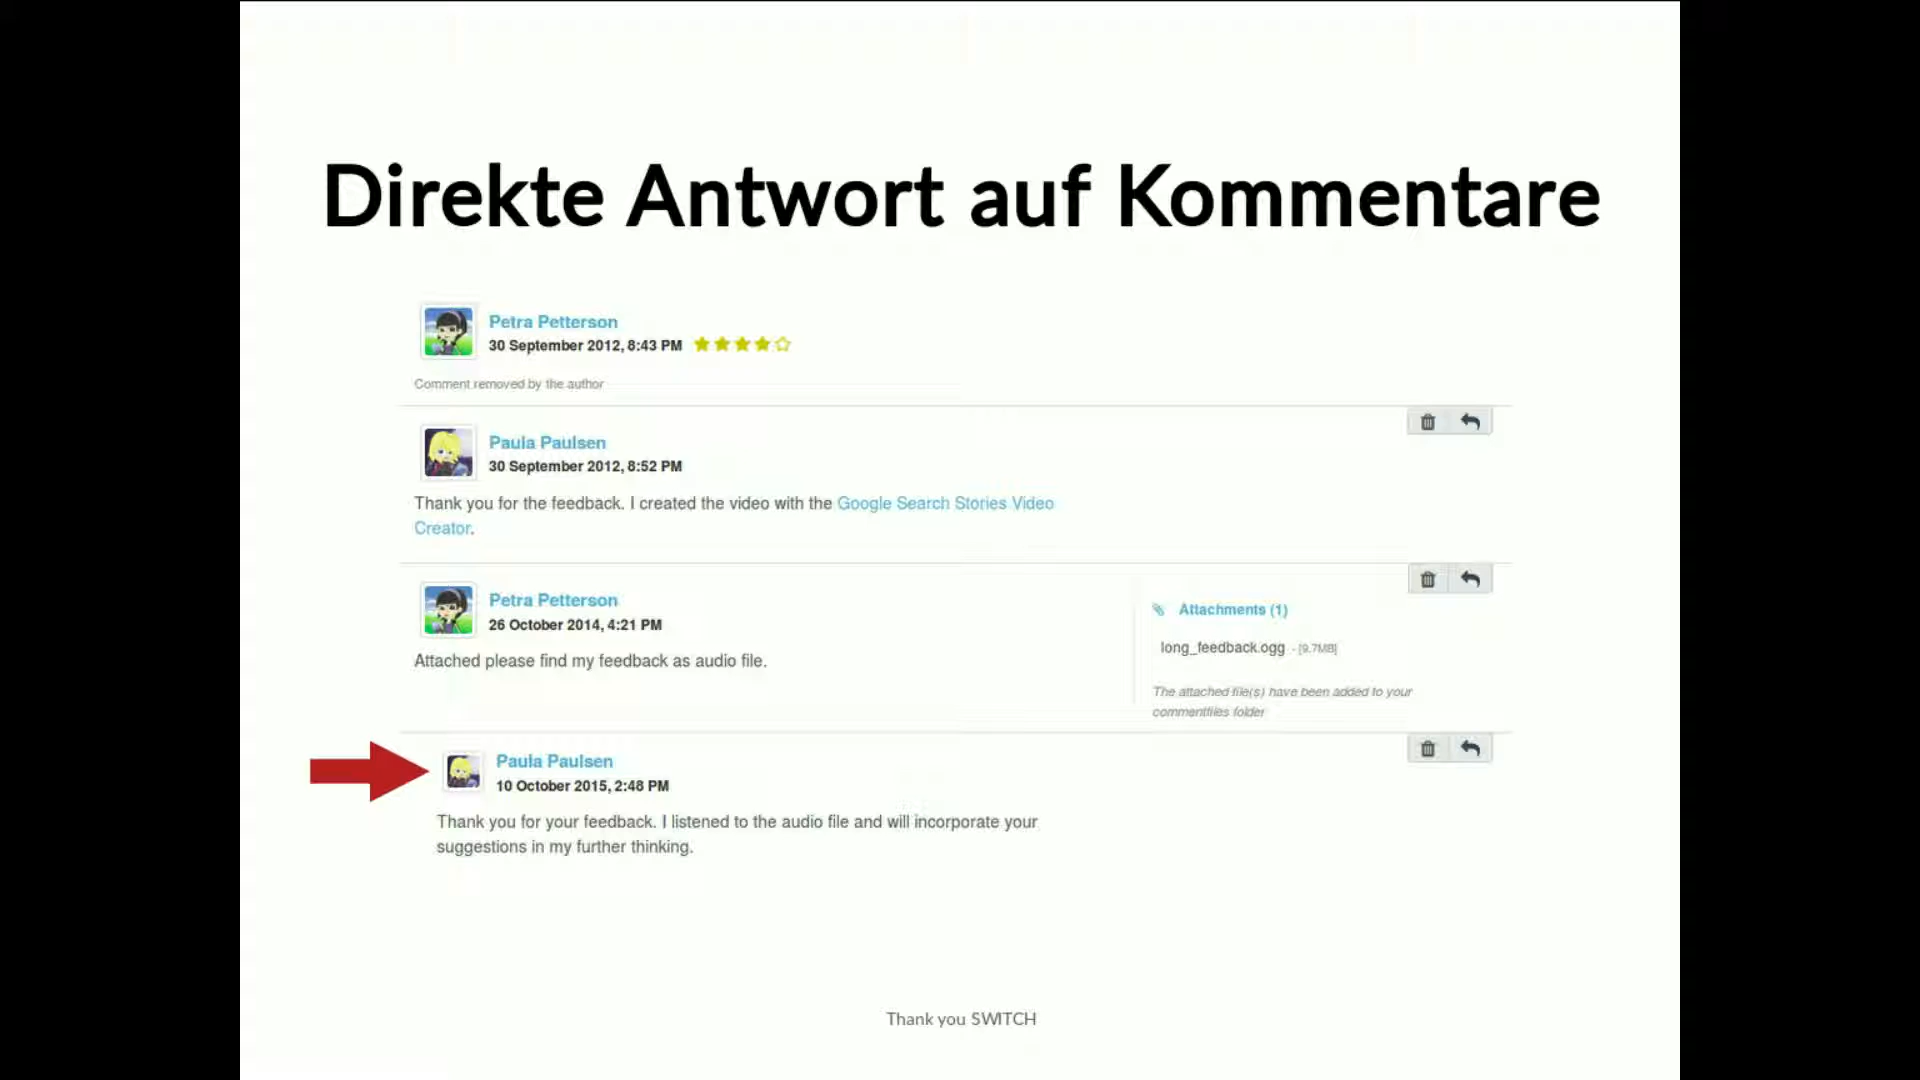 Direkte Antwort auf Kommentare
Petra Petterson
30 September 2012, 8:43 PM
Comment removed by the author
Paula Paulsen
30 September 2012, 8:52 PM
Thank you for the feedback. I created the video with the Google Search Stories Video
Creator.
Petra Petterson
26 October 2014, 4:21 PM
Attached please find my feedback as audio file.
Attachments (1)
long_feedback.ogg - [9.7MB]
The attached file(s) have been added to your
commentfiles folder
Paula Paulsen
10 October 2015, 2:48 PM
Thank you for your feedback. I listened to the audio file and will incorporate your
suggestions in my further thinking.
Thank you SWITCH